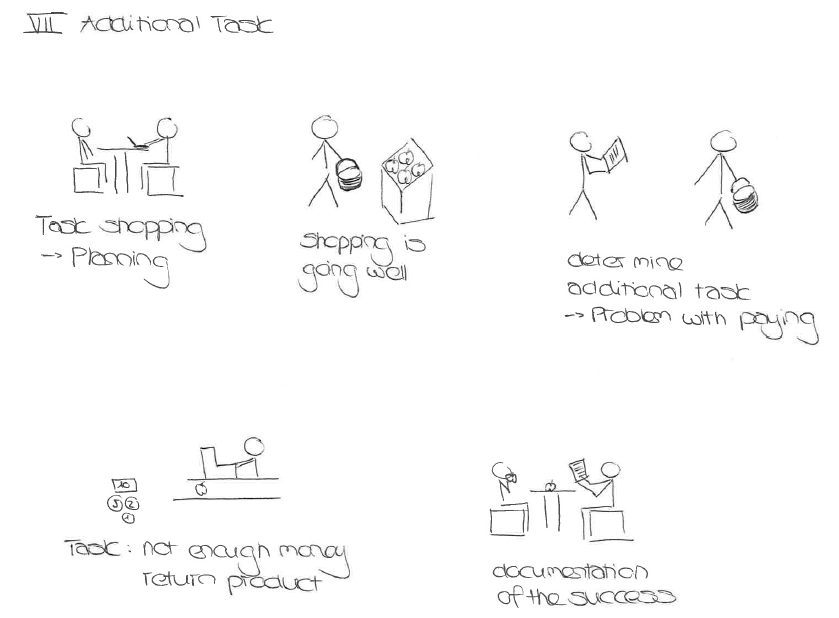 VII Additional Task
Task shopping
→ Planning
shopping is
going well
determine
additional task
→ Problem with paying
10
5 2
1
Task: not enough money
return product
documentation
of the success